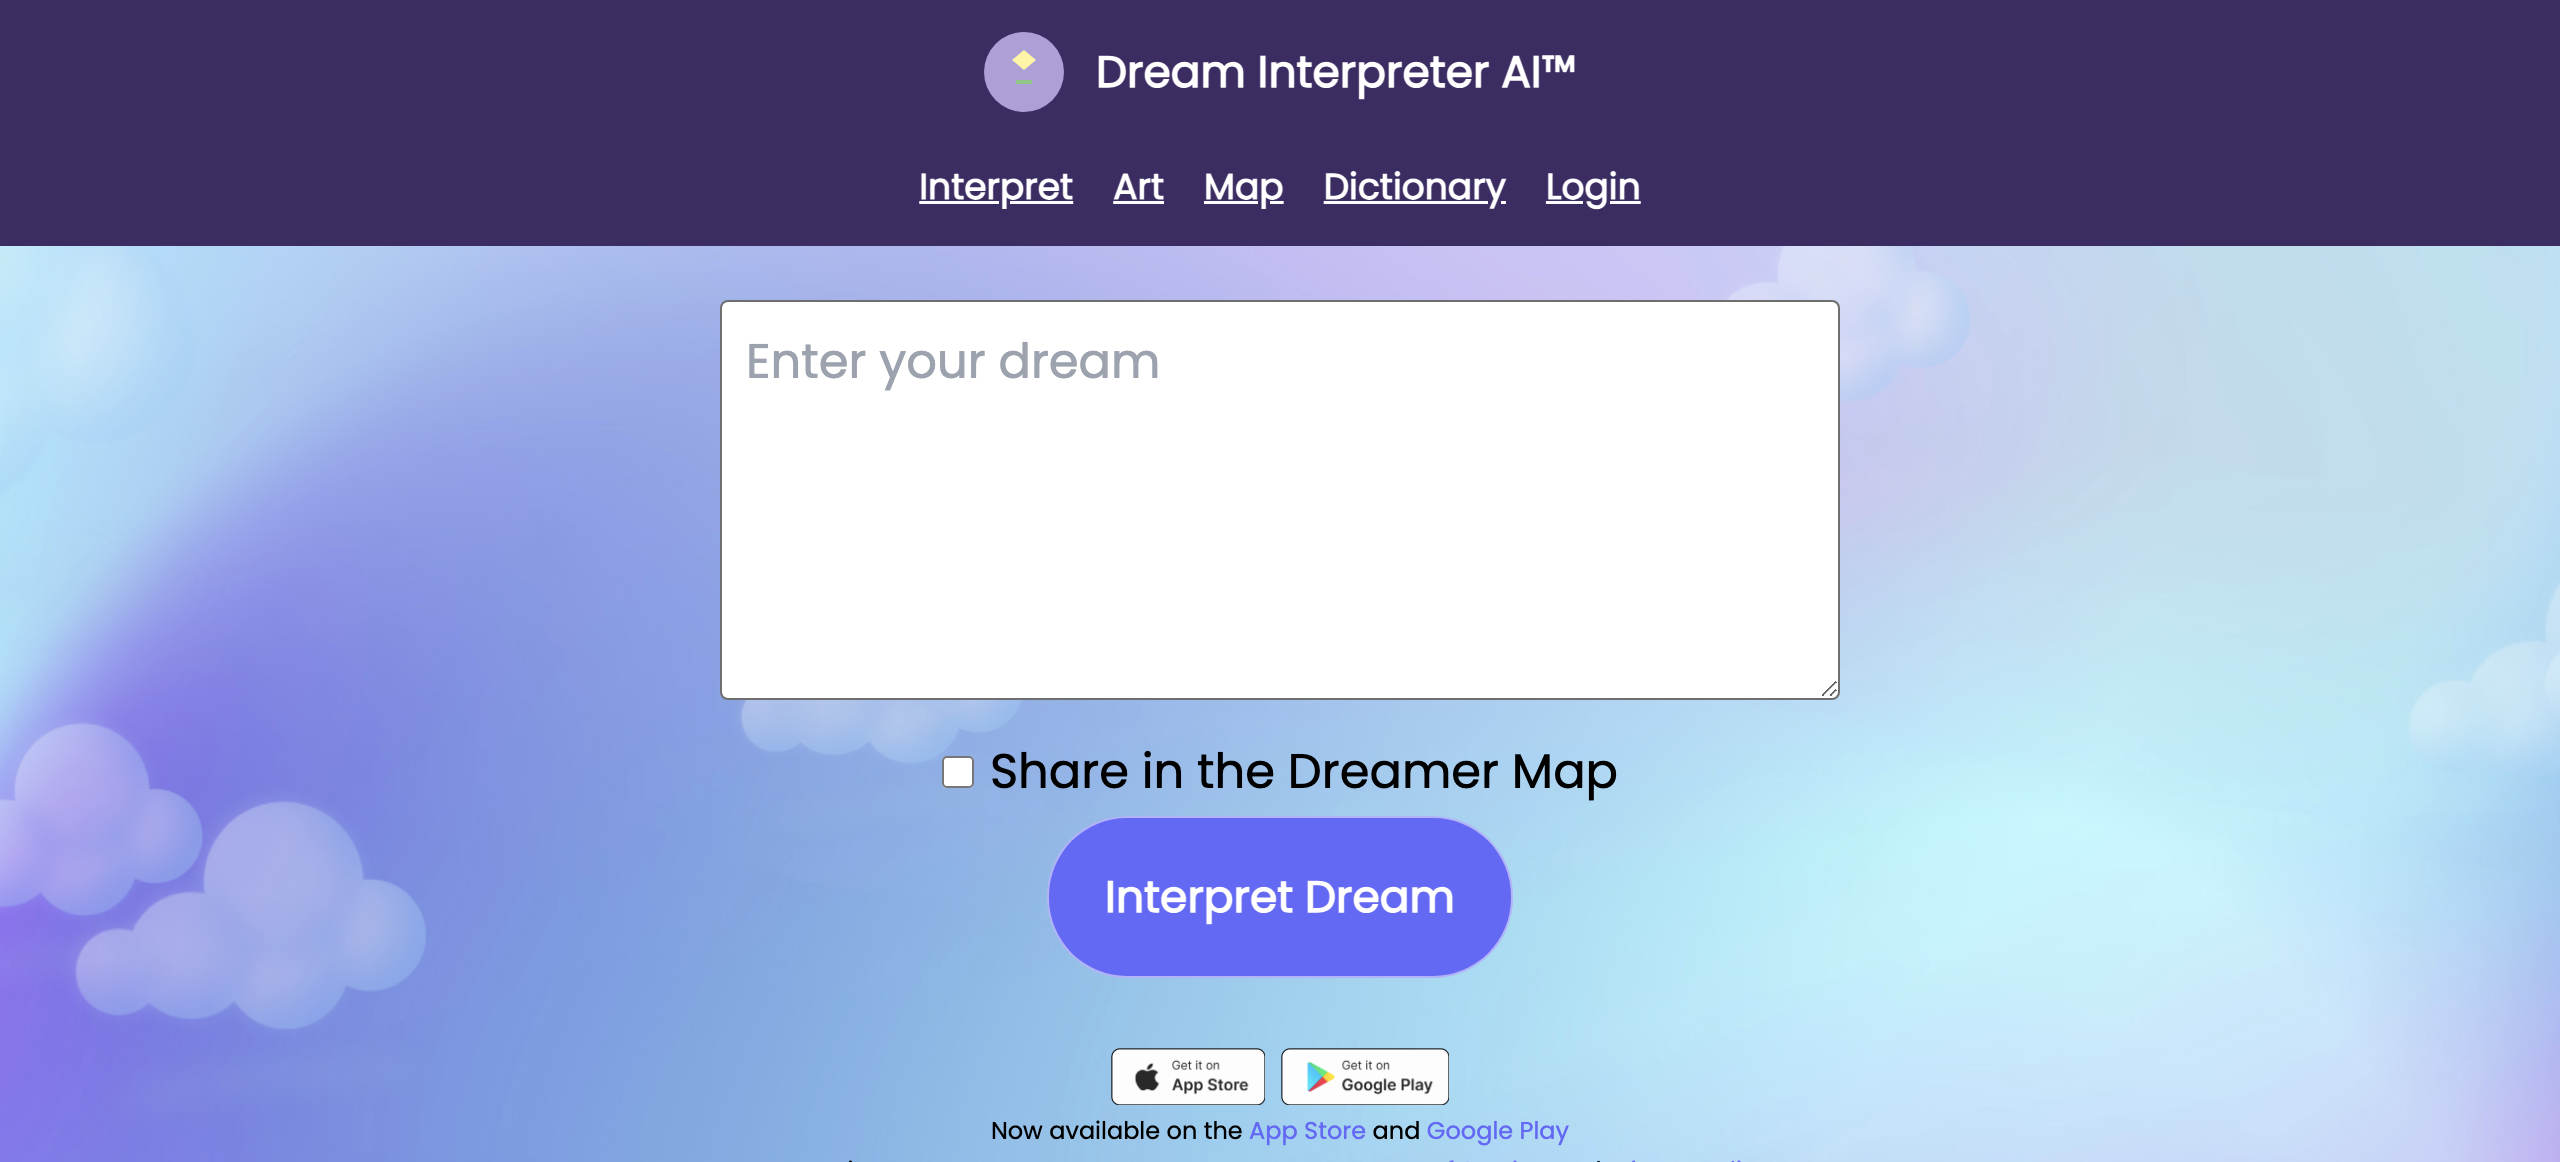 Dream Interpreter AI™
Interpret Art Map Dictionary Login
Enter your dream
Share in the Dreamer Map
Interpret Dream
Get it on
App Store
Get it on
Google Play
Now available on the App Store and Google Play